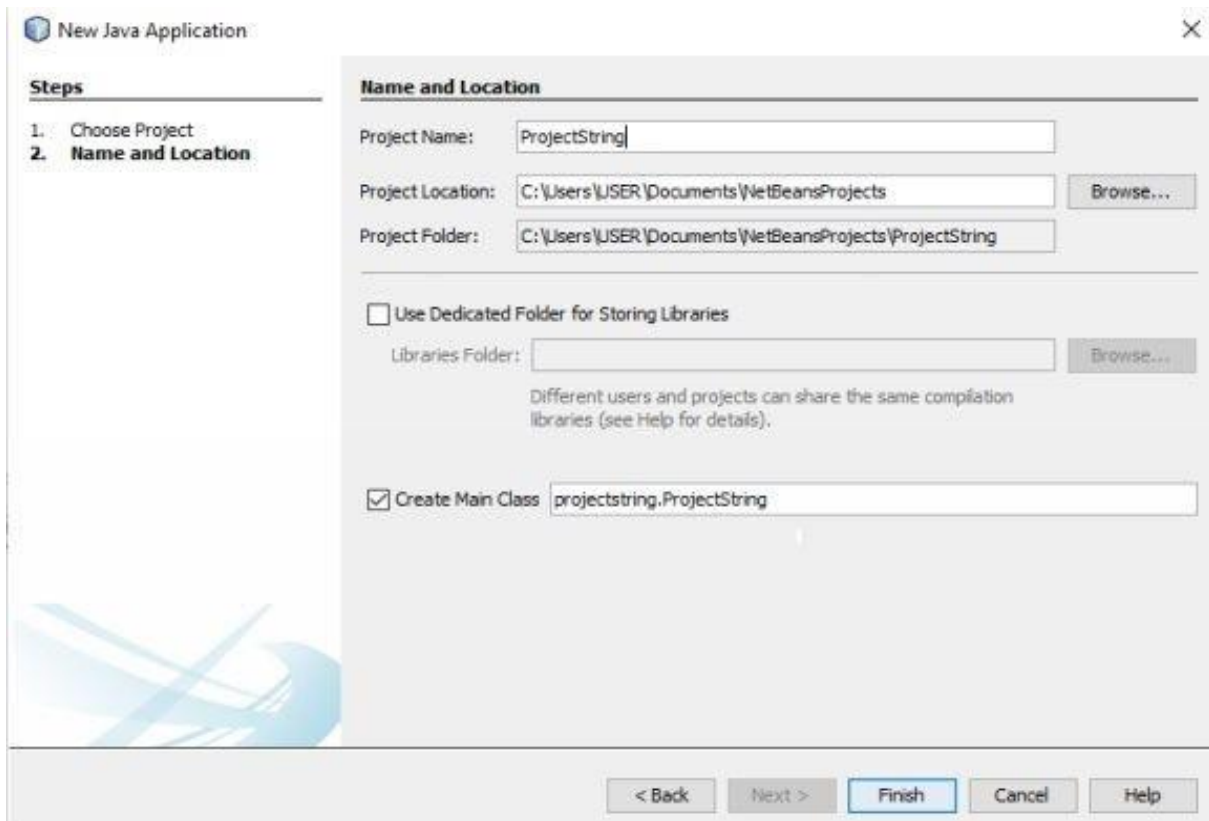 New Java Application
Steps
1. Choose Project
2. Name and Location
Name and Location
Project Name: ProjectString
Project Location: C:\Users\USER\Documents\NetBeansProjects Browse...
Project Folder: C:\Users\USER\Documents\NetBeansProjects\ProjectString
Use Dedicated Folder for Storing Libraries
Libraries Folder: Browse...
Different users and projects can share the same compilation
libraries (see Help for details).
Create Main Class projectstring.ProjectString
< Back Next > Finish Cancel Help